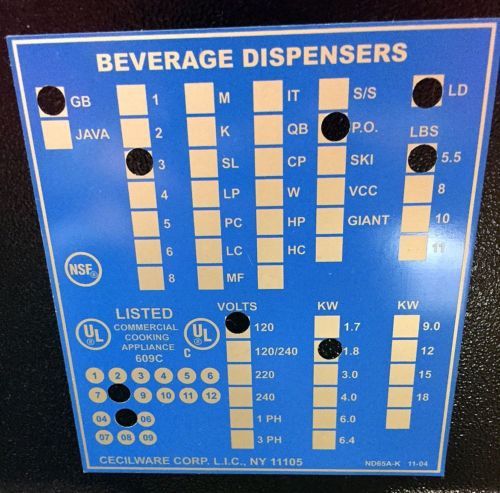 BEVERAGE DISPENSERS
GB 1 M IT S/S LD
JAVA 2 K QB P.O. LBS
3 SL CP SKI 5.5
4 LP W VCC 8
5 PC HP GIANT 10
6 LC HC 11
8 MF
NSF®
LISTED
COMMERCIAL
COOKING
APPLIANCE
609C
UL ®
C UL ®
1 2 3 4 5 6
7 9 10 11 12
04 06
07 08 09
VOLTS KW KW
120 1.7 9.0
120/240 1.8 12
220 3.0 15
240 4.0 18
1 PH 6.0
3 PH 6.4
CECILWARE CORP. L.I.C., NY 11105 ND65A-K 11-04